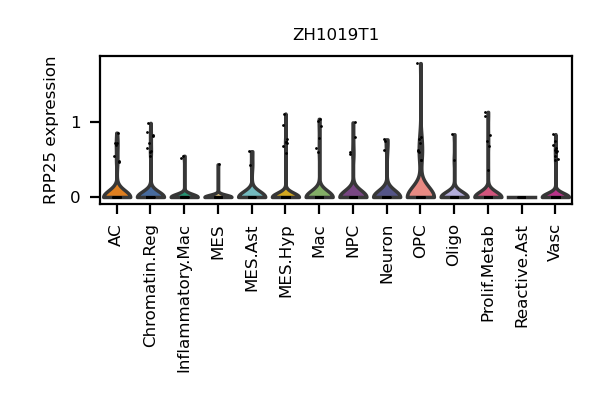 ZH1019T1
RPP25 expression
1
0
AC
Chromatin.Reg
Inflammatory.Mac
MES
MES.Ast
MES.Hyp
Mac
NPC
Neuron
OPC
Oligo
Prolif.Metab
Reactive.Ast
Vasc